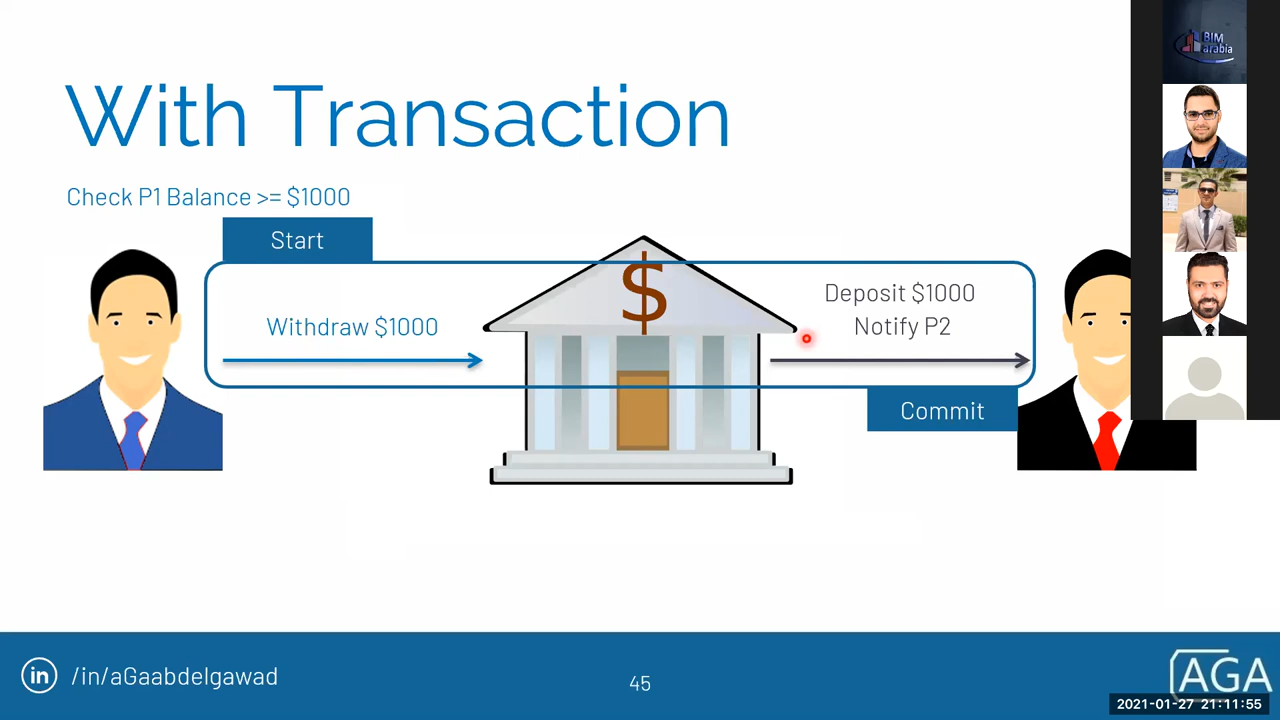 With Transaction
Check P1 Balance >= $1000
Start
$
Withdraw $1000
Deposit $1000
Notify P2
Commit
BIM
arabia
in
/in/aGaabdelgawad
45
AGA
2021-01-27 21:11:55